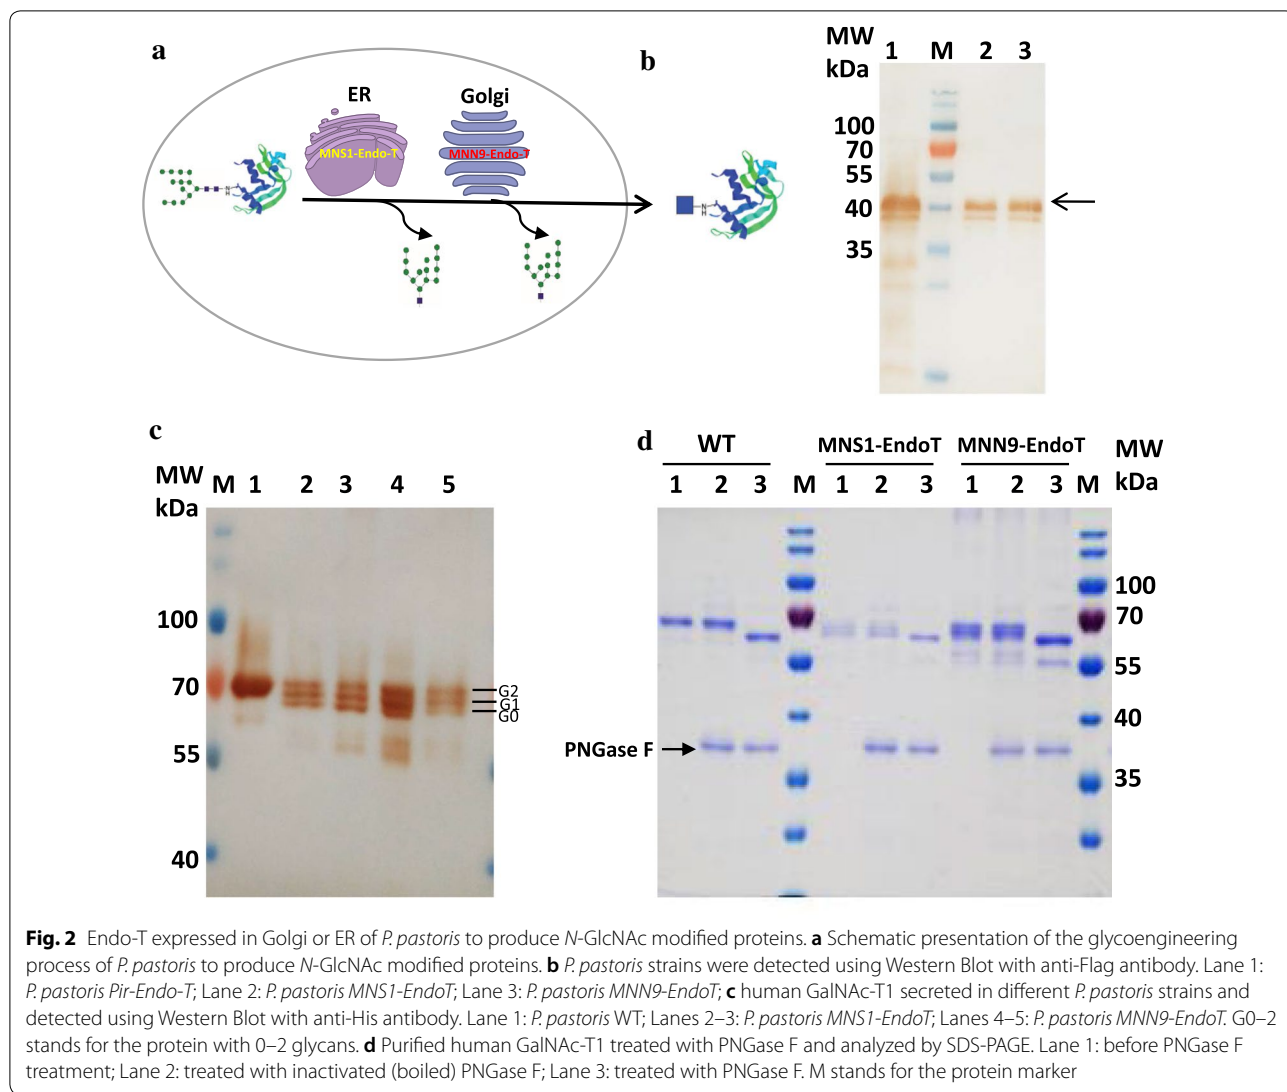 a
ER
Golgi
MNS1-Endo-T
MNN9-Endo-T
N
H
N
H
b
MW
kDa
1 M 2 3
100
70
55
40
35
c
MW
kDa
M 1 2 3 4 5
100
70
55
40
G2
G1
G0
d
WT MNS1-EndoT MNN9-EndoT
1 2 3 M 1 2 3 1 2 3 M
MW
kDa
100
70
55
40
35
PNGase F
Fig. 2 Endo-T expressed in Golgi or ER of P. pastoris to produce N-GlcNAc modified proteins. a Schematic presentation of the glycoengineering
process of P. pastoris to produce N-GlcNAc modified proteins. b P. pastoris strains were detected using Western Blot with anti-Flag antibody. Lane 1:
P. pastoris Pir-Endo-T; Lane 2: P. pastoris MNS1-EndoT; Lane 3: P. pastoris MNN9-EndoT; c human GalNAc-T1 secreted in different P. pastoris strains and
detected using Western Blot with anti-His antibody. Lane 1: P. pastoris WT; Lanes 2–3: P. pastoris MNS1-EndoT; Lanes 4–5: P. pastoris MNN9-EndoT. G0–2
stands for the protein with 0–2 glycans. d Purified human GalNAc-T1 treated with PNGase F and analyzed by SDS-PAGE. Lane 1: before PNGase F
treatment; Lane 2: treated with inactivated (boiled) PNGase F; Lane 3: treated with PNGase F. M stands for the protein marker